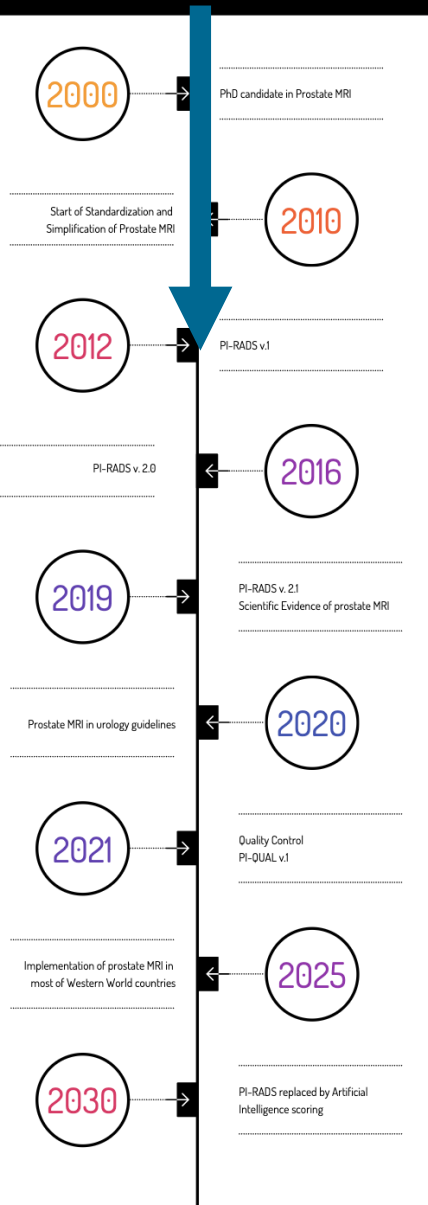 2000
PhD candidate in Prostate MRI
Start of Standardization and
Simplification of Prostate MRI
2010
2012
PI-RADS v.1
PI-RADS v. 2.0
2016
2019
PI-RADS v. 2.1
Scientific Evidence of prostate MRI
Prostate MRI in urology guidelines
2020
2021
Quality Control
PI-QUAL v.1
Implementation of prostate MRI in
most of Western World countries
2025
2030
PI-RADS replaced by Artificial
Intelligence scoring